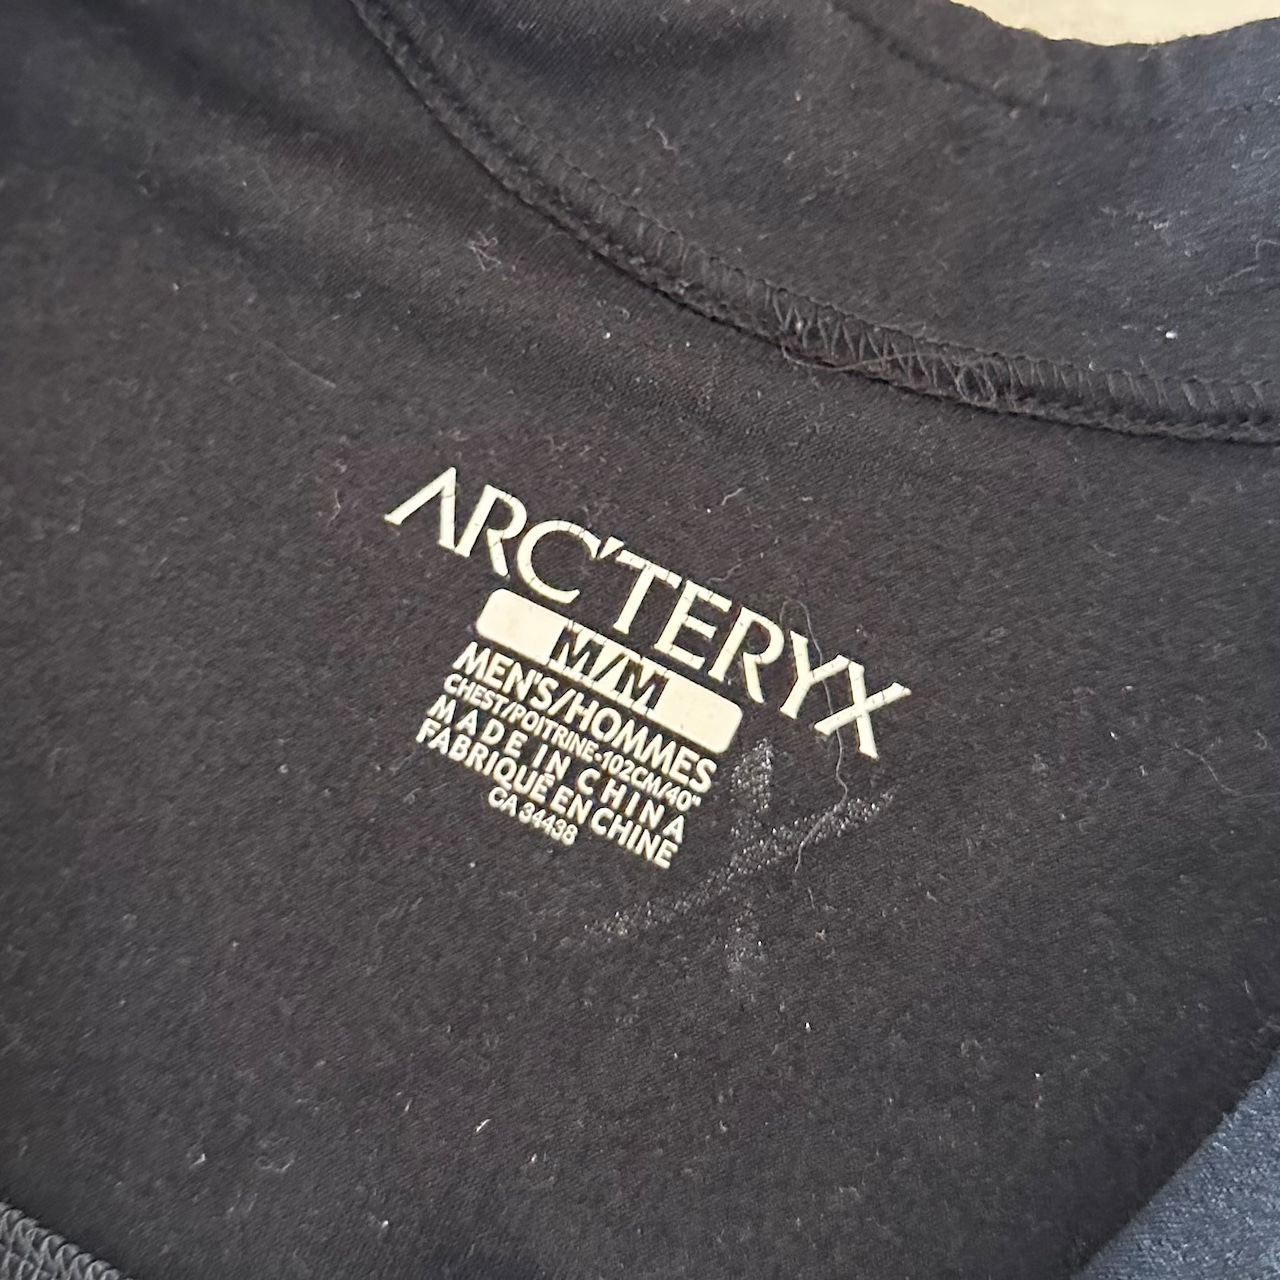 ARC'TERYX
M/M
MEN'S/HOMMES
CHEST/POITRINE-102CM/40"
MADE IN CHINA
FABRIQUÉ EN CHINE
CA 34438